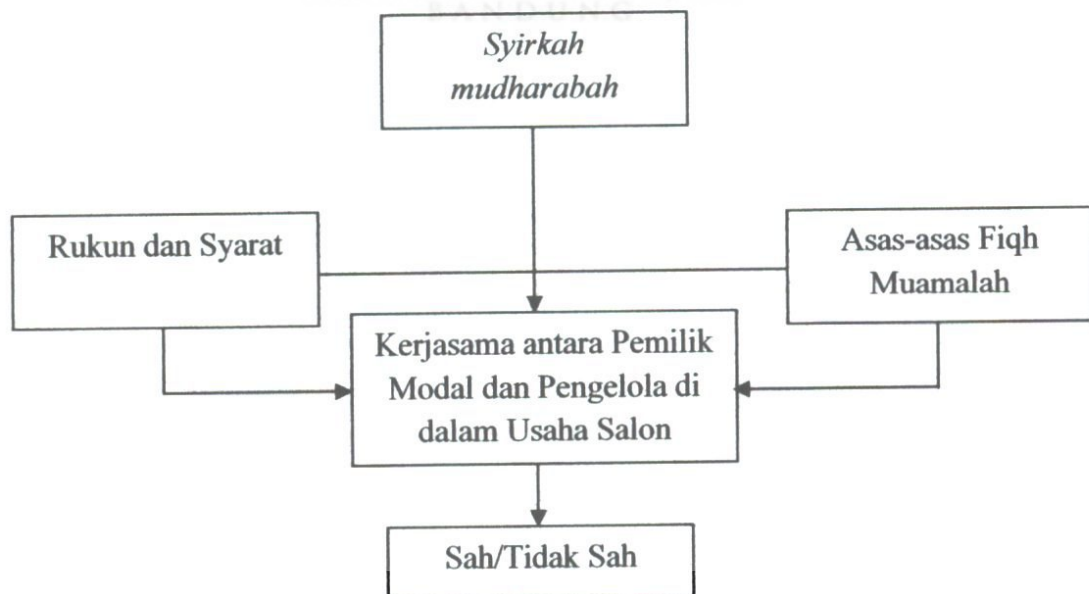 BANDUNG
Syirkah
mudharabah
Rukun dan Syarat
Asas-asas Fiqh
Muamalah
Kerjasama antara Pemilik
Modal dan Pengelola di
dalam Usaha Salon
Sah/Tidak Sah